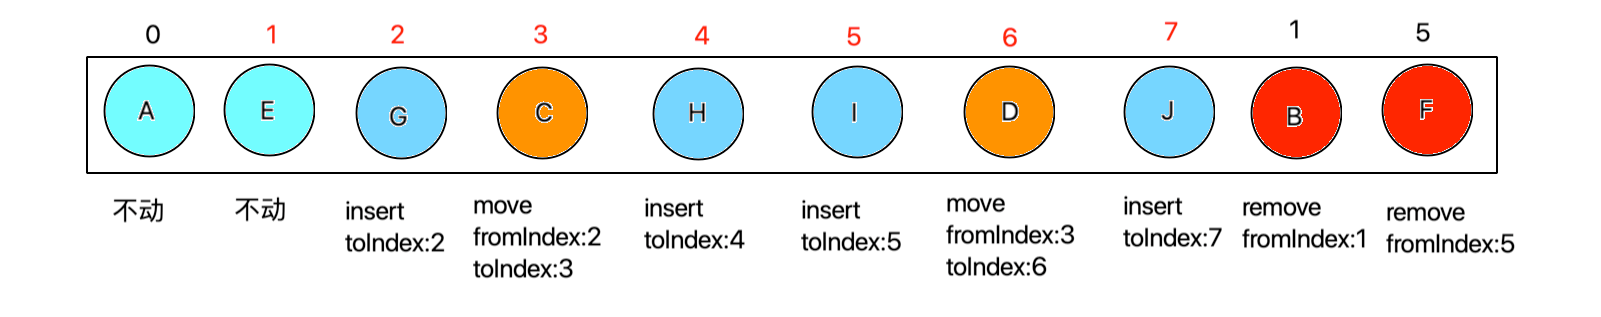 0 1 2 3 4 5 6 7 1 5
A E G C H I D J B F
不动
不动
insert
toIndex:2
move
fromIndex:2
toIndex:3
insert
toIndex:4
insert
toIndex:5
move
fromIndex:3
toIndex:6
insert
toIndex:7
remove
fromIndex:1
remove
fromIndex:5